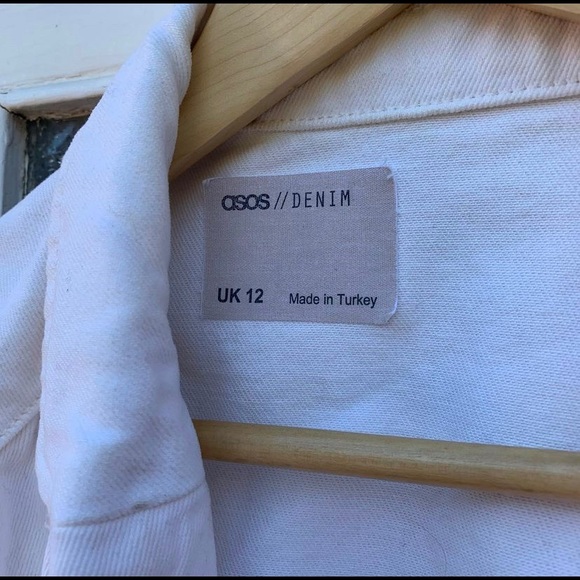 asos // DENIM
UK 12 Made in Turkey